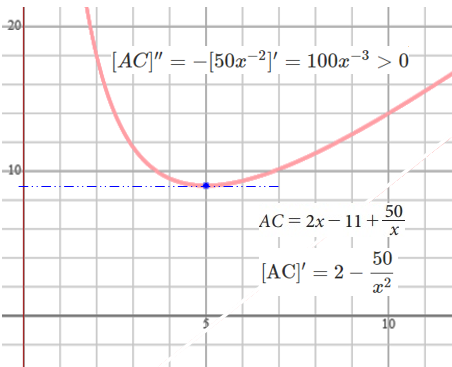 20
[AC]″ = −[50x⁻²]′ = 100x⁻³ > 0
10
AC = 2x − 11 + 50/x
[AC]′ = 2 − 50/x²
5 10